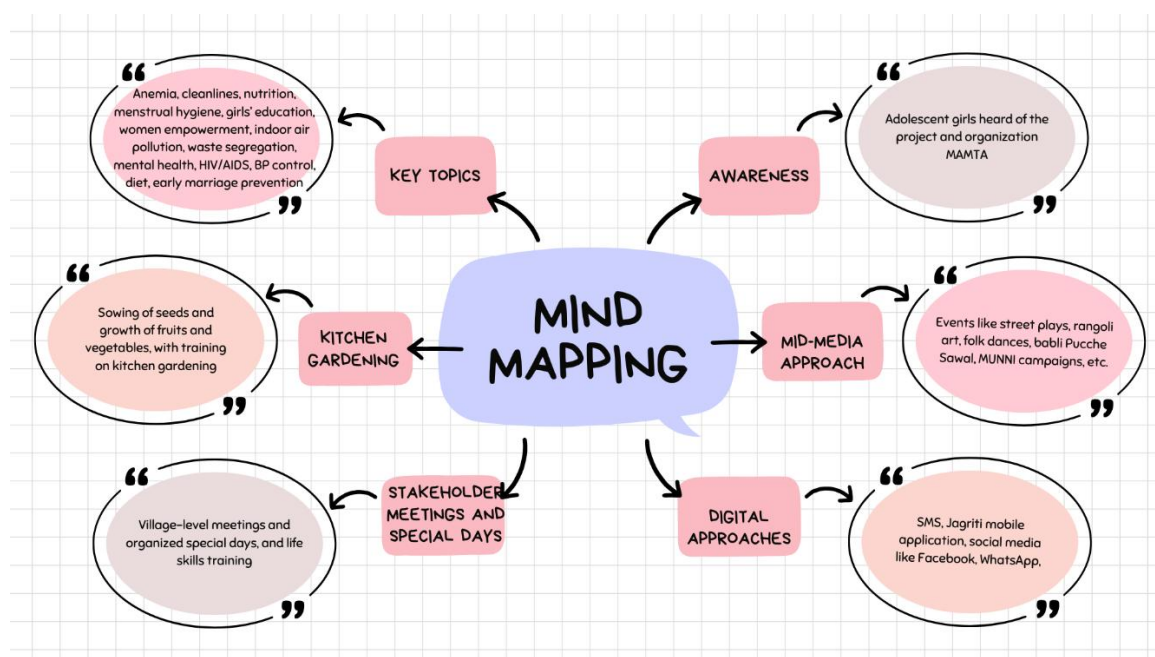 MIND
MAPPING
KEY TOPICS
“
Anemia, cleanlines, nutrition,
menstrual hygiene, girls' education,
women empowerment, indoor air
pollution, waste segregation,
mental health, HIV/AIDS, BP control,
diet, early marriage prevention
”
AWARENESS
“
Adolescent girls heard of the
project and organization
MAMTA
”
KITCHEN
GARDENING
“
Sowing of seeds and
growth of fruits and
vegetables, with training
on kitchen gardening
”
MID-MEDIA
APPROACH
“
Events like street plays, rangoli
art, folk dances, babli Pucche
Sawal, MUNNI campaigns, etc.
”
STAKEHOLDER
MEETINGS AND
SPECIAL DAYS
“
Village-level meetings and
organized special days, and life
skills training
”
DIGITAL
APPROACHES
“
SMS, Jagriti mobile
application, social media
like Facebook, WhatsApp,
”